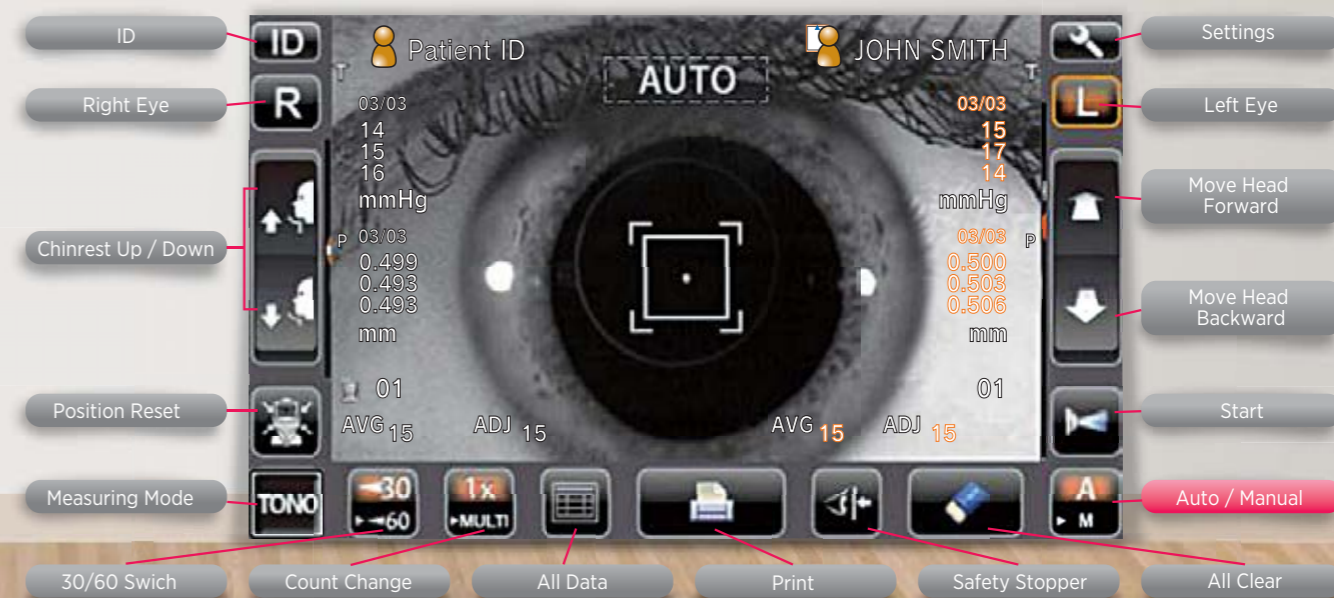 ID
ID
Patient ID
JOHN SMITH
Settings
T
AUTO
T
Right Eye
R
03/03
03/03
L
Left Eye
14
15
15
17
16
14
mmHg
mmHg
Move Head
Forward
Chinrest Up / Down
P
03/03
03/03
P
0.499
0.500
0.493
0.503
0.493
0.506
mm
mm
Move Head
Backward
01
01
Position Reset
AVG 15
ADJ 15
AVG 15
ADJ 15
Start
Measuring Mode
TONO
30
60
1x
MULTI
A
M
Auto / Manual
30/60 Swich
Count Change
All Data
Print
Safety Stopper
All Clear